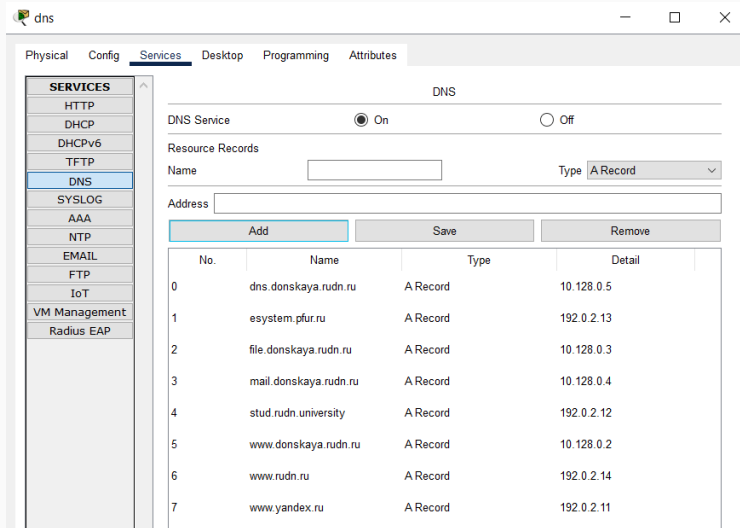 dns
Physical Config Services Desktop Programming Attributes
SERVICES
HTTP
DHCP
DHCPv6
TFTP
DNS
SYSLOG
AAA
NTP
EMAIL
FTP
IoT
VM Management
Radius EAP
DNS
DNS Service On Off
Resource Records
Name Type A Record
Address
Add Save Remove
No. Name Type Detail
0 dns.donskaya.rudn.ru A Record 10.128.0.5
1 esystem.pfur.ru A Record 192.0.2.13
2 file.donskaya.rudn.ru A Record 10.128.0.3
3 mail.donskaya.rudn.ru A Record 10.128.0.4
4 stud.rudn.university A Record 192.0.2.12
5 www.donskaya.rudn.ru A Record 10.128.0.2
6 www.rudn.ru A Record 192.0.2.14
7 www.yandex.ru A Record 192.0.2.11